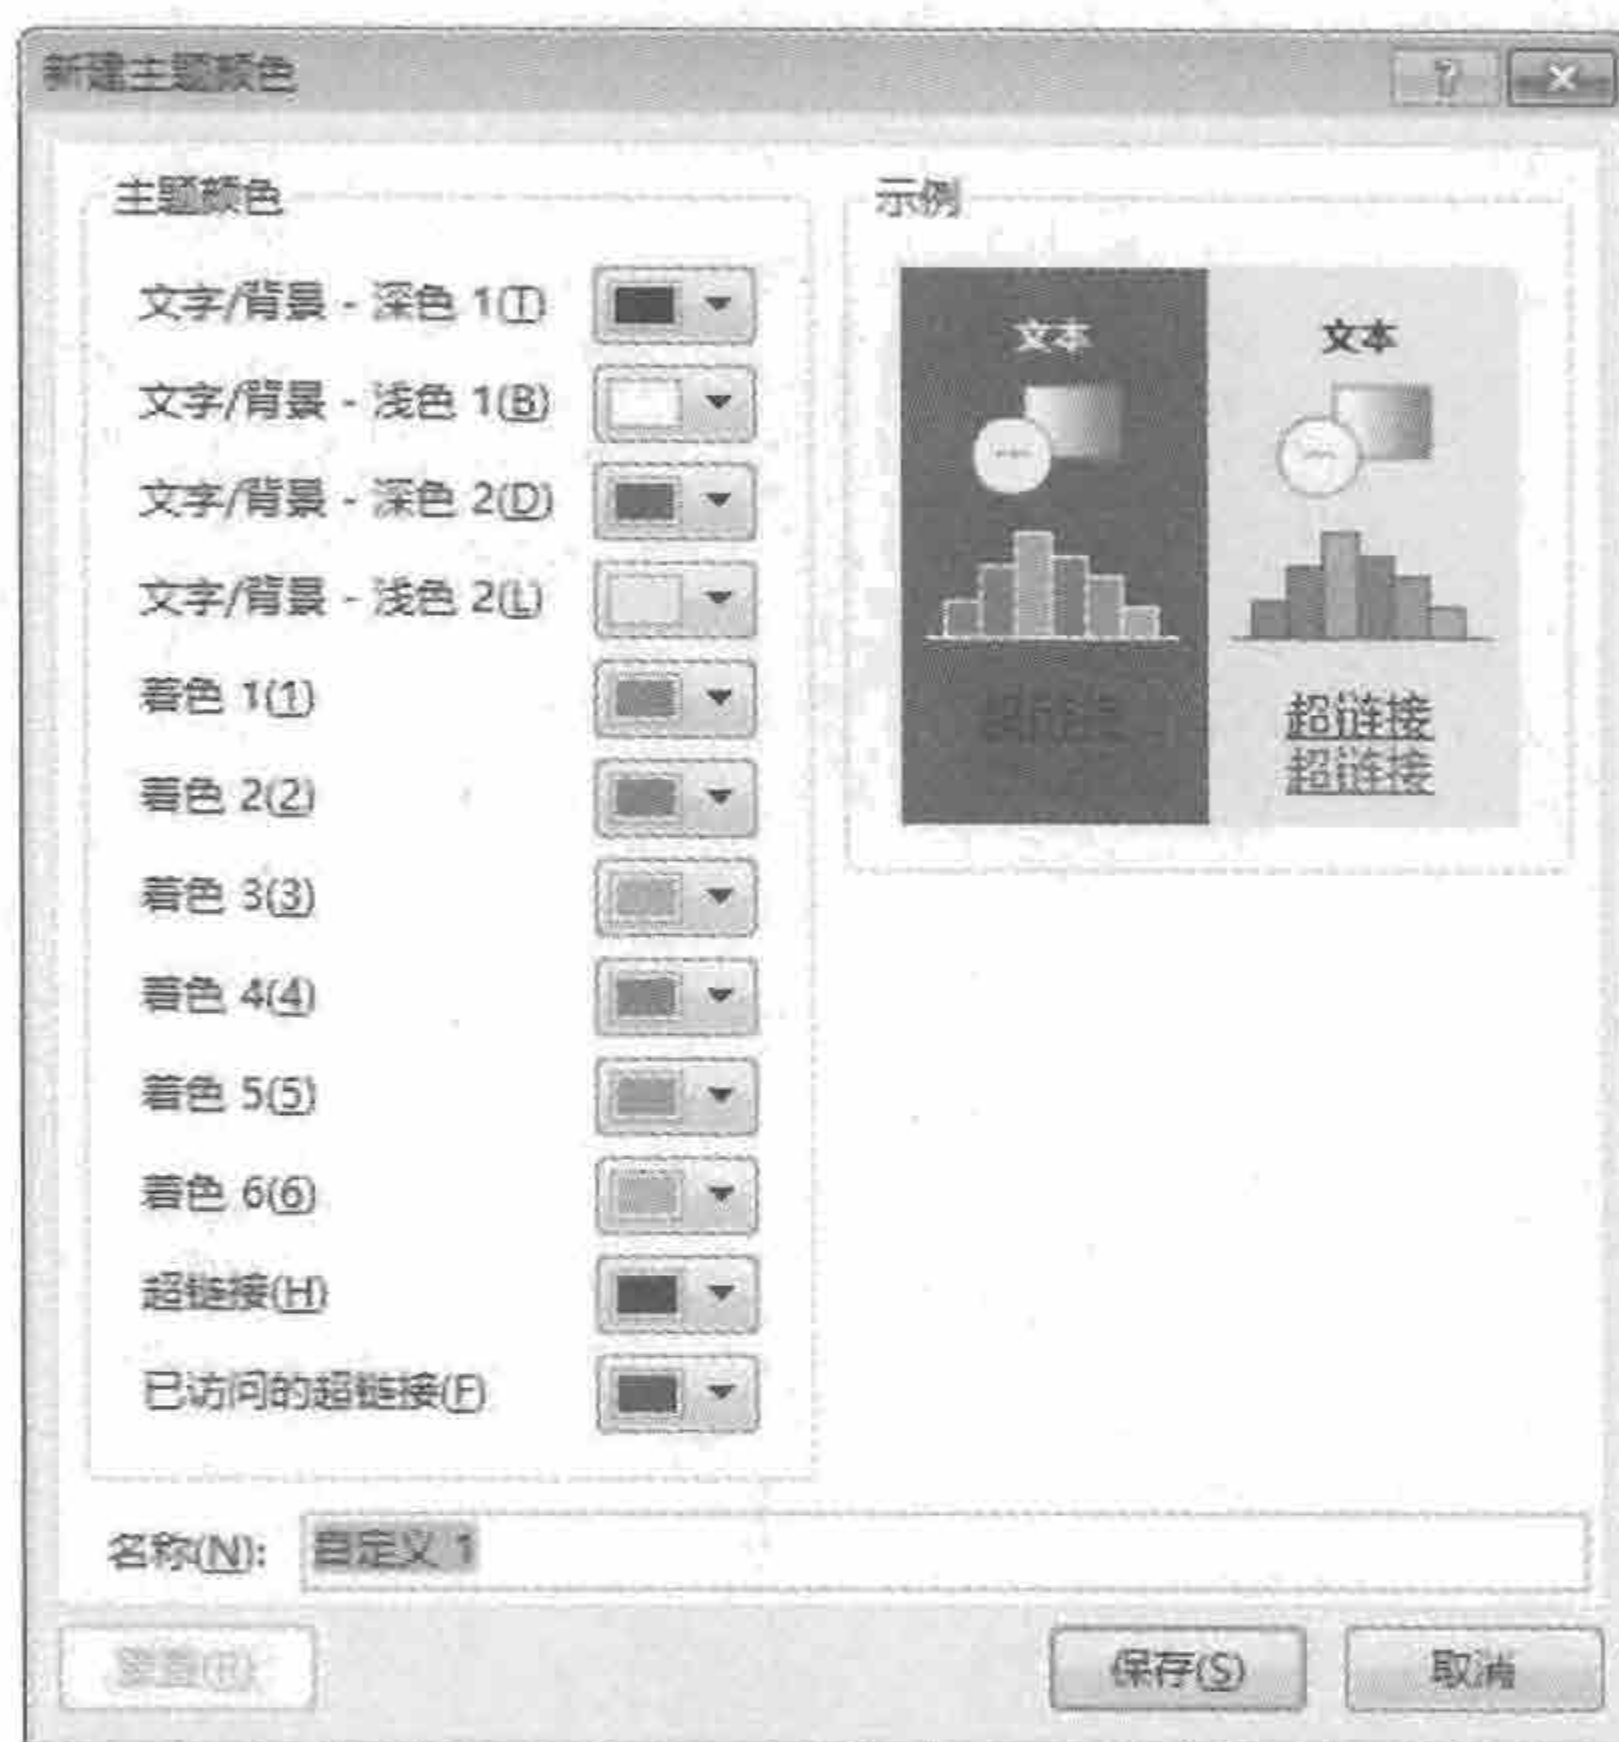 新建主题颜色
主题颜色
文字/背景 - 深色 1(T)
文字/背景 - 浅色 1(B)
文字/背景 - 深色 2(D)
文字/背景 - 浅色 2(L)
着色 1(1)
着色 2(2)
着色 3(3)
着色 4(4)
着色 5(5)
着色 6(6)
超链接(H)
已访问的超链接(F)
示例
文本 文本
超链接 超链接
超链接
名称(N): 自定义 1
保存(S) 取消